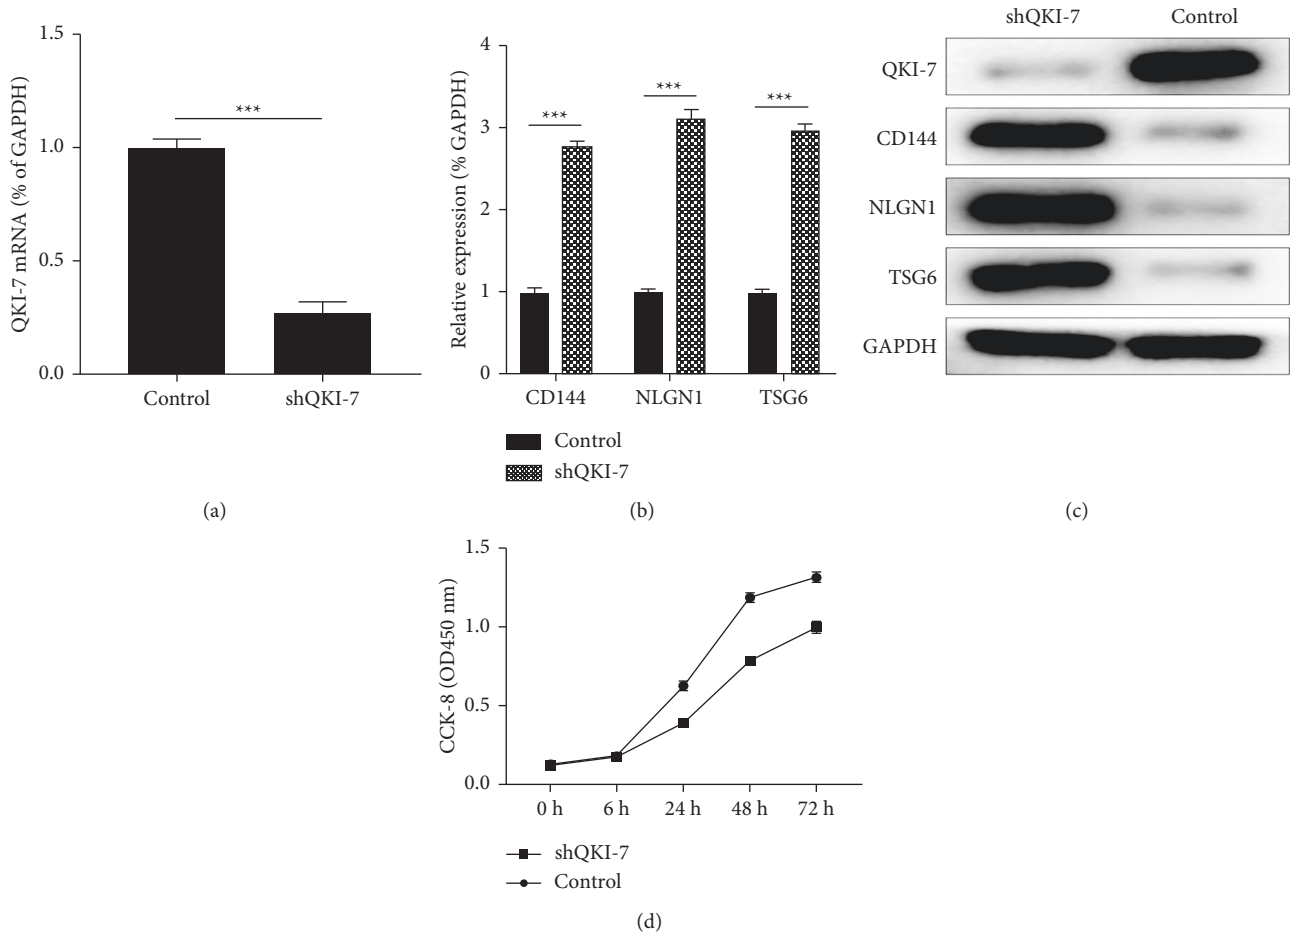 QKI-7 mRNA (% of GAPDH)
1.5
1.0
0.5
0.0
***
Control
shQKI-7
(a)
Relative expression (% GAPDH)
4
3
2
1
0
***
***
***
CD144
NLGN1
TSG6
Control
shQKI-7
(b)
shQKI-7
Control
QKI-7
CD144
NLGN1
TSG6
GAPDH
(c)
CCK-8 (OD450 nm)
1.5
1.0
0.5
0.0
0 h
6 h
24 h
48 h
72 h
shQKI-7
Control
(d)